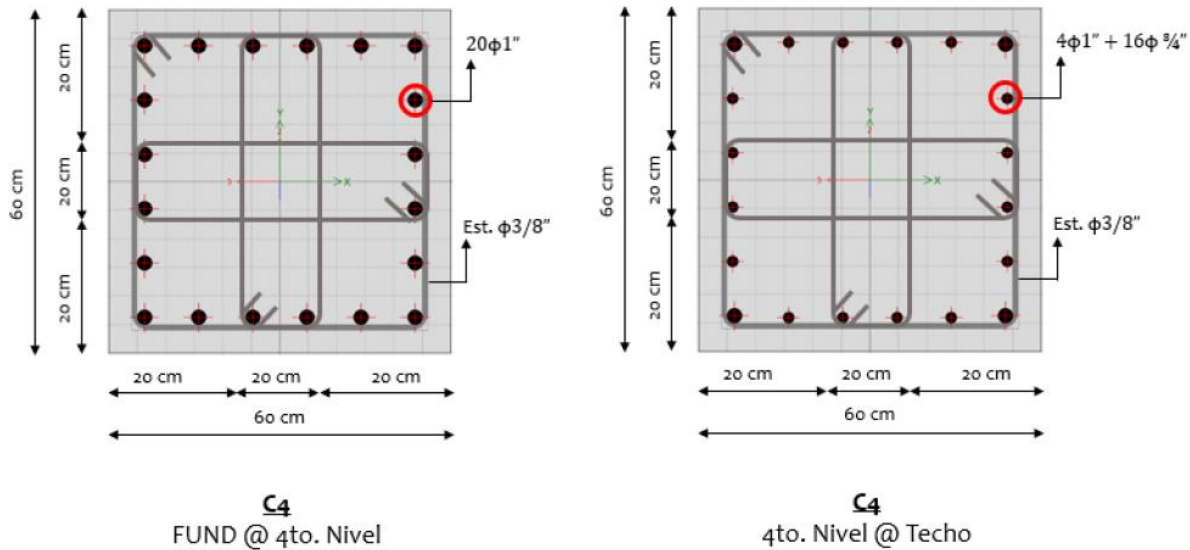 20 cm
20 cm
20 cm
60 cm
20ϕ1”
Est. ϕ3/8”
Y
X
20 cm
20 cm
20 cm
60 cm
C4
FUND @ 4to. Nivel
20 cm
20 cm
20 cm
60 cm
4ϕ1” + 16ϕ ¾”
Est. ϕ3/8”
Y
X
20 cm
20 cm
20 cm
60 cm
C4
4to. Nivel @ Techo